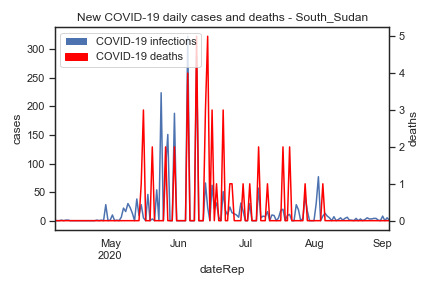 New COVID-19 daily cases and deaths - South_Sudan
COVID-19 infections
COVID-19 deaths
300
250
200
150
100
50
0
cases
5
4
3
2
1
0
deaths
May
2020
Jun
Jul
Aug
Sep
dateRep